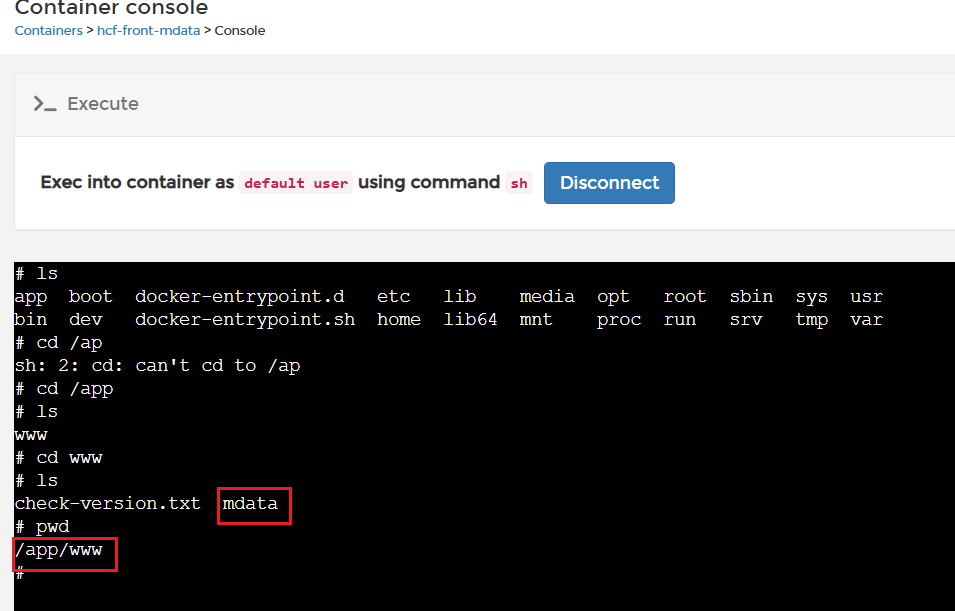 Container console
Containers > hcf-front-mdata > Console
>_ Execute
Exec into container as default user using command sh Disconnect
# ls
app boot docker-entrypoint.d etc lib media opt root sbin sys usr
bin dev docker-entrypoint.sh home lib64 mnt proc run srv tmp var
# cd /ap
sh: 2: cd: can't cd to /ap
# cd /app
# ls
www
# cd www
# ls
check-version.txt mdata
# pwd
/app/www
#